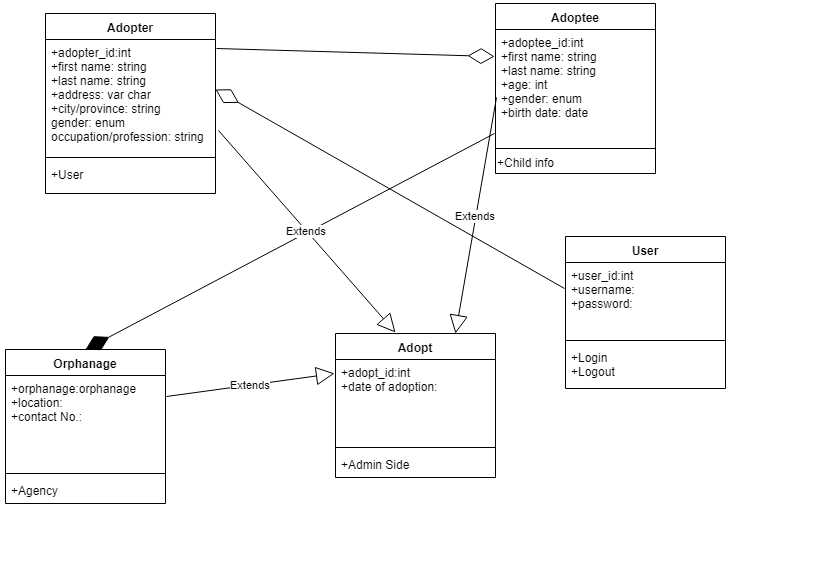 Adopter
+adopter_id:int
+first name: string
+last name: string
+address: var char
+city/province: string
gender: enum
occupation/profession: string
+User
Adoptee
+adoptee_id:int
+first name: string
+last name: string
+age: int
+gender: enum
+birth date: date
+Child info
Extends
Extends
User
+user_id:int
+username:
+password:
+Login
+Logout
Orphanage
+orphanage:orphanage
+location:
+contact No.:
+Agency
Extends
Adopt
+adopt_id:int
+date of adoption:
+Admin Side